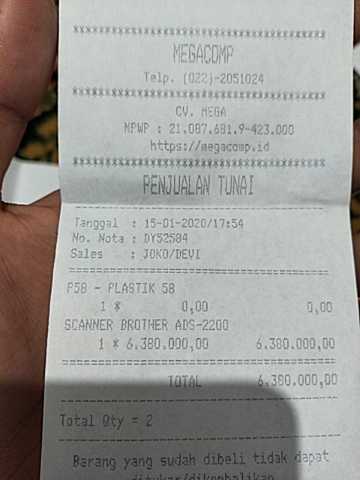 MEGACOMP
Telp. (022)-2051024
CV. MEGA
NPWP : 21.087.681.9-423.000
https://megacomp.id
PENJUALAN TUNAI
Tanggal : 15-01-2020/17:54
No. Nota : DY52584
Sales : JOKO/DEVI
P58 - PLASTIK 58
1 * 0,00 0,00
SCANNER BROTHER ADS-2200
1 * 6.380.000,00 6.380.000,00
TOTAL 6.380.000,00
Total Qty = 2
Barang yang sudah dibeli tidak dapat
ditukar/dikembalikan